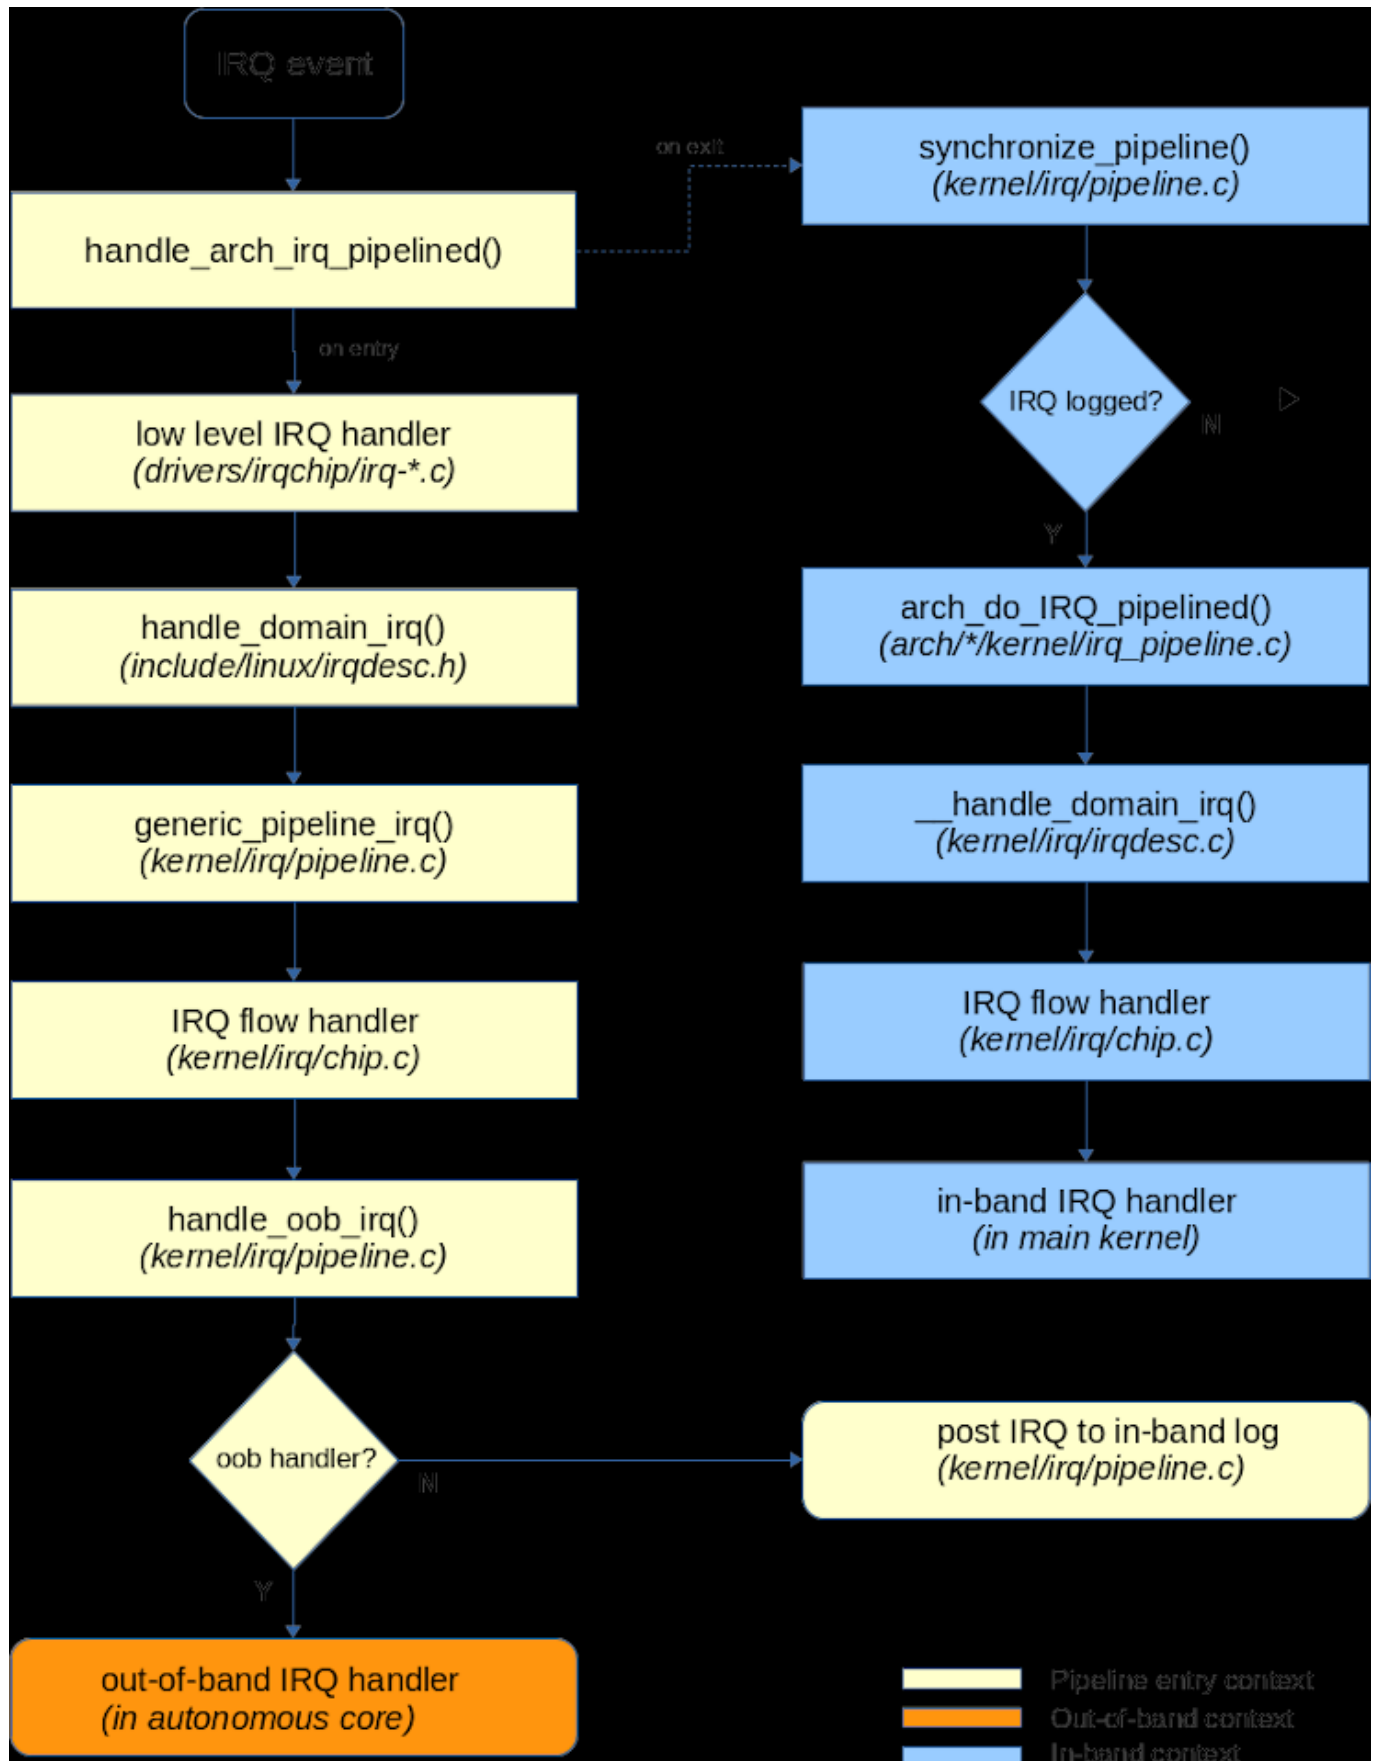 IRQ event
handle_arch_irq_pipelined()
on entry
low level IRQ handler
(drivers/irqchip/irq-*.c)
handle_domain_irq()
(include/linux/irqdesc.h)
generic_pipeline_irq()
(kernel/irq/pipeline.c)
IRQ flow handler
(kernel/irq/chip.c)
handle_oob_irq()
(kernel/irq/pipeline.c)
oob handler?
N
Y
out-of-band IRQ handler
(in autonomous core)
on exit
synchronize_pipeline()
(kernel/irq/pipeline.c)
IRQ logged?
N
Y
arch_do_IRQ_pipelined()
(arch/*/kernel/irq_pipeline.c)
__handle_domain_irq()
(kernel/irq/irqdesc.c)
IRQ flow handler
(kernel/irq/chip.c)
in-band IRQ handler
(in main kernel)
post IRQ to in-band log
(kernel/irq/pipeline.c)
Pipeline entry context
Out-of-band context
In-band context